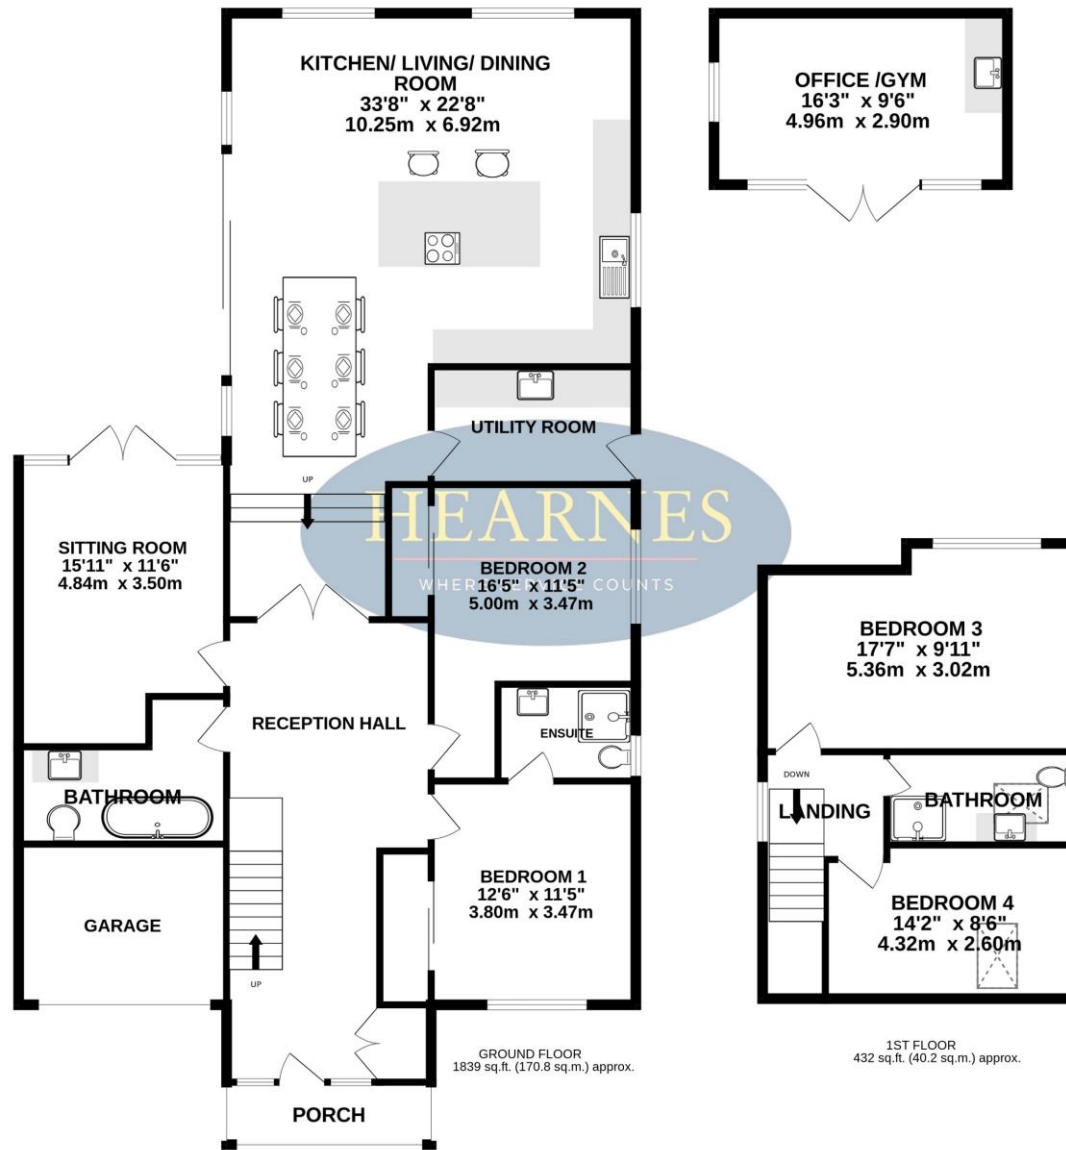 KITCHEN/ LIVING/ DINING
ROOM
33'8" x 22'8"
10.25m x 6.92m
OFFICE /GYM
16'3" x 9'6"
4.96m x 2.90m
UTILITY ROOM
UP
HEARNES
WHERE SERVICE COUNTS
SITTING ROOM
15'11" x 11'6"
4.84m x 3.50m
BEDROOM 2
16'5" x 11'5"
5.00m x 3.47m
BEDROOM 3
17'7" x 9'11"
5.36m x 3.02m
RECEPTION HALL
ENSUITE
BATHROOM
DOWN
LANDING
BATHROOM
BEDROOM 1
12'6" x 11'5"
3.80m x 3.47m
BEDROOM 4
14'2" x 8'6"
4.32m x 2.60m
GARAGE
UP
GROUND FLOOR
1839 sq.ft. (170.8 sq.m.) approx.
1ST FLOOR
432 sq.ft. (40.2 sq.m.) approx.
PORCH